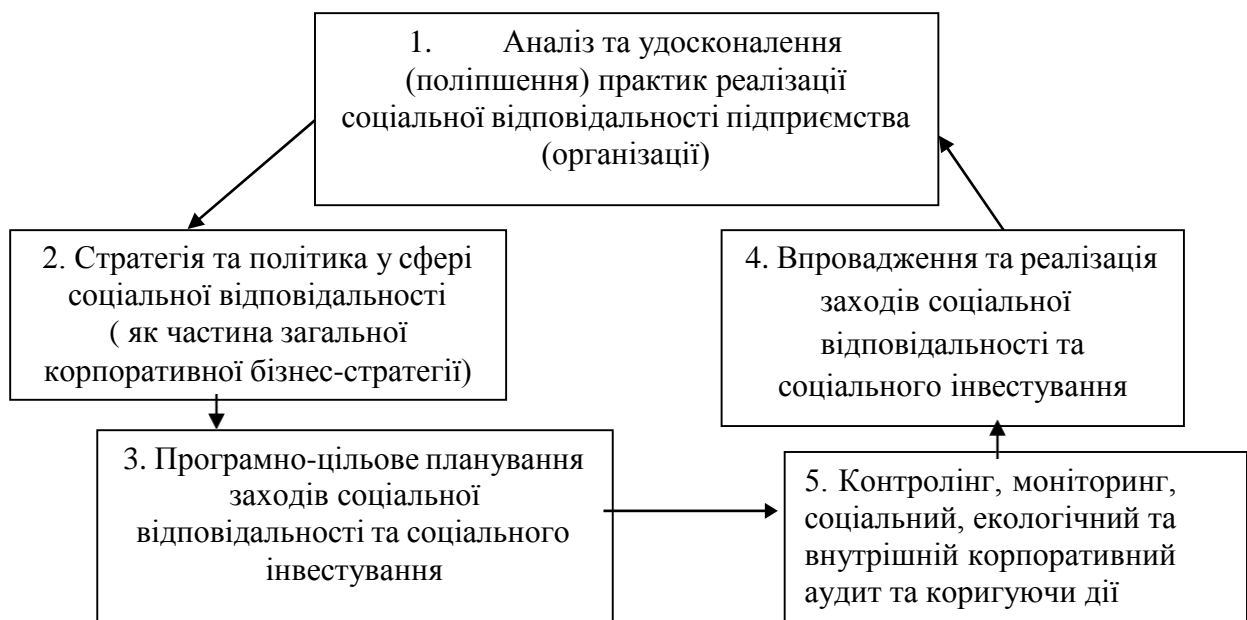 1. Аналіз та удосконалення
(поліпшення) практик реалізації
соціальної відповідальності підприємства
(організації)
2. Стратегія та політика у сфері
соціальної відповідальності
( як частина загальної
корпоративної бізнес-стратегії)
4. Впровадження та реалізація
заходів соціальної
відповідальності та
соціального інвестування
3. Програмно-цільове планування
заходів соціальної
відповідальності та соціального
інвестування
5. Контролінг, моніторинг,
соціальний, екологічний та
внутрішній корпоративний
аудит та коригуючи дії